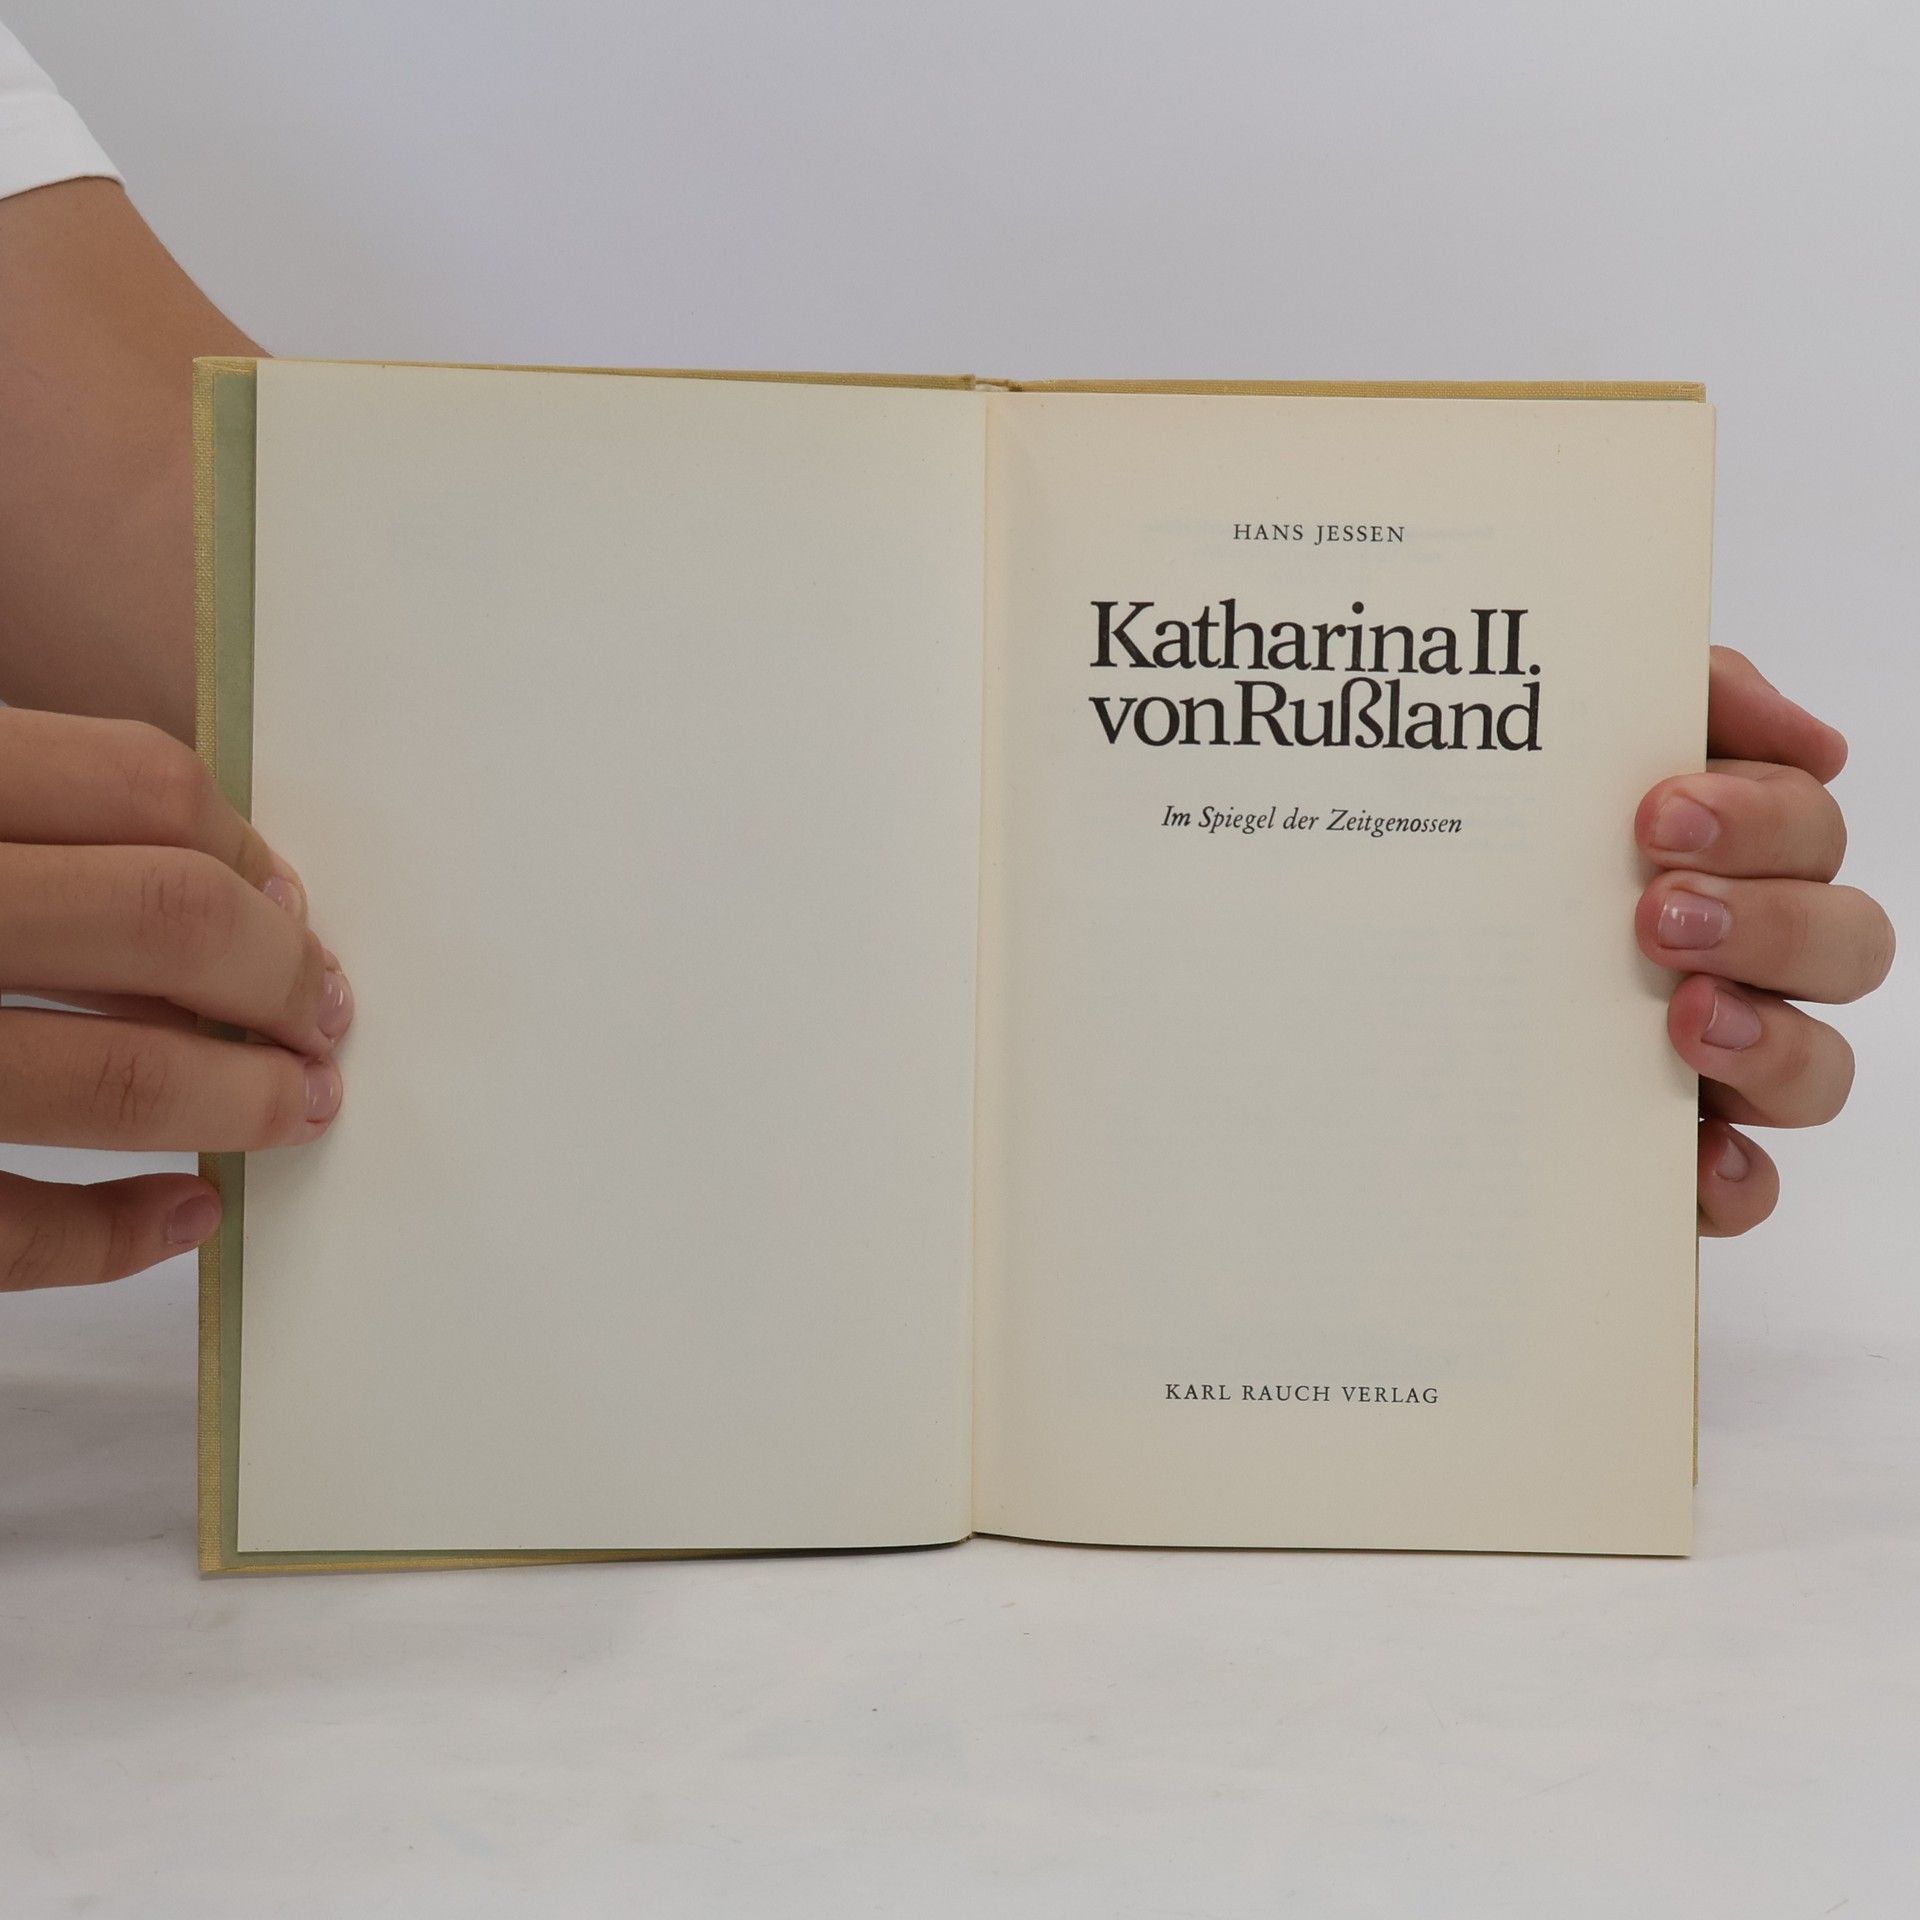 HANS JESSEN
Katharina II.
von Rußland
Im Spiegel der Zeitgenossen
KARL RAUCH VERLAG